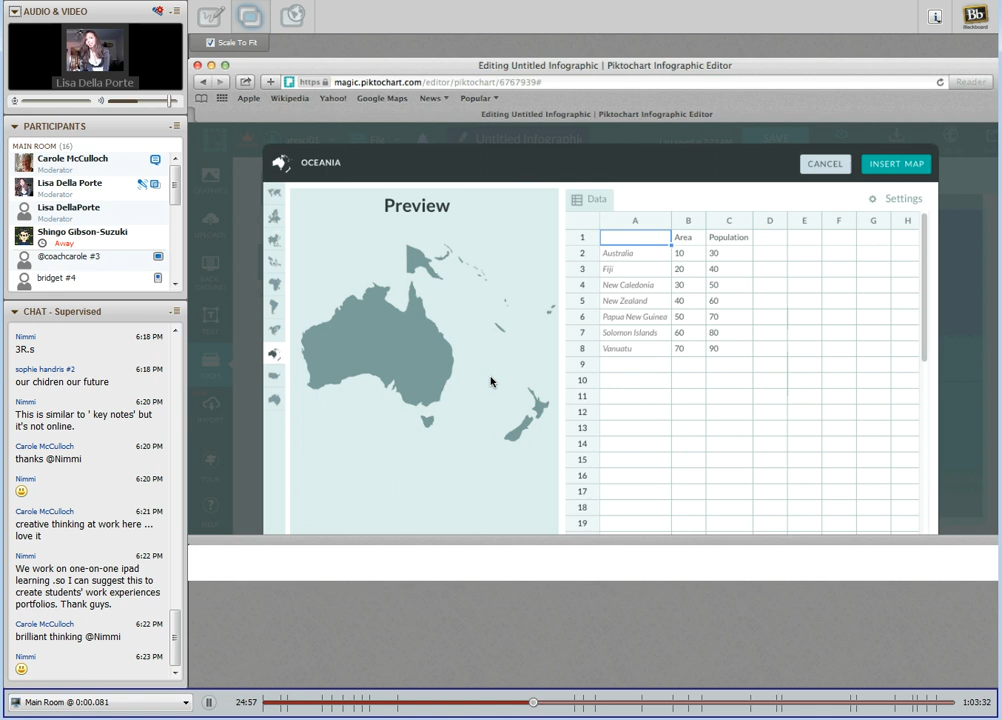 AUDIO & VIDEO
Lisa Della Porte
PARTICIPANTS
MAIN ROOM (16)
Carole McCulloch
Moderator
Lisa Della Porte
Moderator
Lisa DellaPorte
Moderator
Shingo Gibson-Suzuki
Away
@coachcarole #3
bridget #4
CHAT - Supervised
Nimmi 6:18 PM
3R.s
sophie handris #2 6:18 PM
our chidren our future
Nimmi 6:20 PM
This is similar to ' key notes' but
it's not online.
Carole McCulloch 6:20 PM
thanks @Nimmi
Nimmi 6:20 PM
Carole McCulloch 6:21 PM
creative thinking at work here ...
love it
Nimmi 6:22 PM
We work on one-on-one ipad
learning .so I can suggest this to
create students' work experiences
portfolios. Thank guys.
Carole McCulloch 6:22 PM
brilliant thinking @Nimmi
Nimmi 6:23 PM
Main Room @ 0:00.081
24:57
1:03:32
Scale To Fit
Bb
Blackboard
Editing Untitled Infographic | Piktochart Infographic Editor
https magic.piktochart.com/editor/piktochart/6767939#
Reader
Apple Wikipedia Yahoo! Google Maps News Popular
Editing Untitled Infographic | Piktochart Infographic Editor
Untitled Infographic
SAVE
OCEANIA
CANCEL
INSERT MAP
Preview
Data
Settings
A B C D E F G H
1 Area Population
2 Australia 10 30
3 Fiji 20 40
4 New Caledonia 30 50
5 New Zealand 40 60
6 Papua New Guinea 50 70
7 Solomon Islands 60 80
8 Vanuatu 70 90
9
10
11
12
13
14
15
16
17
18
19